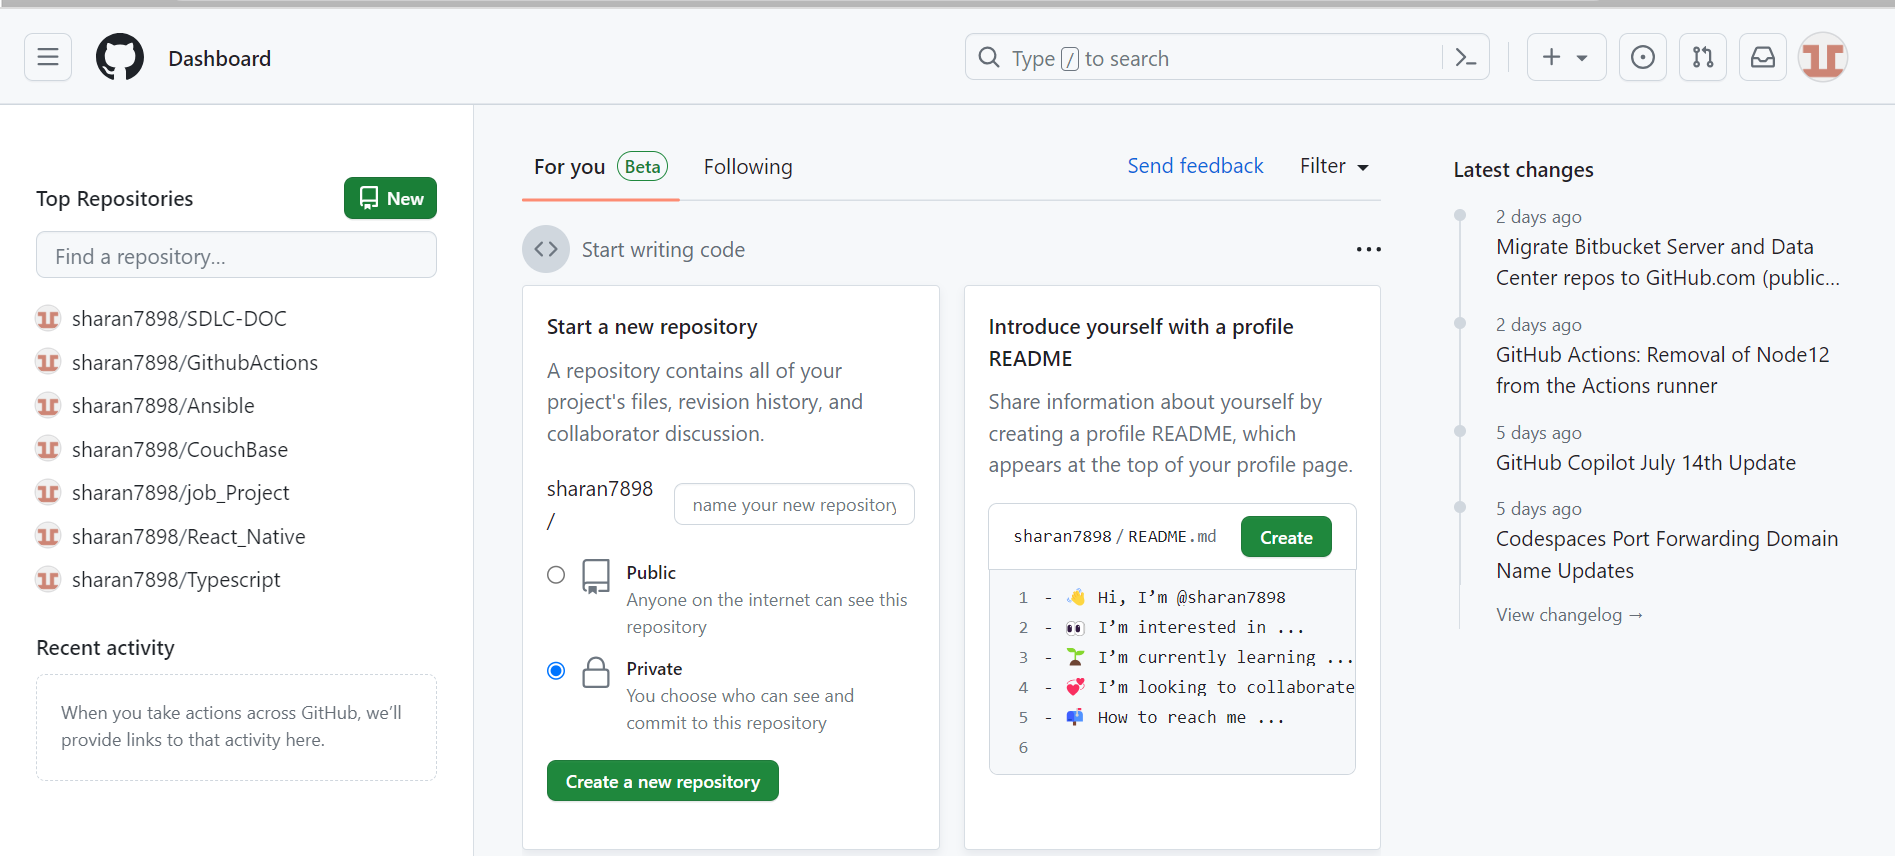 Dashboard
Type / to search
Top Repositories
New
Find a repository...
sharan7898/SDLC-DOC
sharan7898/GithubActions
sharan7898/Ansible
sharan7898/CouchBase
sharan7898/job_Project
sharan7898/React_Native
sharan7898/Typescript
Recent activity
When you take actions across GitHub, we’ll
provide links to that activity here.
For you Beta
Following
Send feedback
Filter
Start writing code
Start a new repository
A repository contains all of your
project's files, revision history, and
collaborator discussion.
sharan7898
/
name your new repository
Public
Anyone on the internet can see this
repository
Private
You choose who can see and
commit to this repository
Create a new repository
Introduce yourself with a profile
README
Share information about yourself by
creating a profile README, which
appears at the top of your profile page.
sharan7898 / README.md
Create
1 - 👋 Hi, I’m @sharan7898
2 - 👀 I’m interested in ...
3 - 🌱 I’m currently learning ...
4 - 💞️ I’m looking to collaborate
5 - 📫 How to reach me ...
6
Latest changes
2 days ago
Migrate Bitbucket Server and Data
Center repos to GitHub.com (public...
2 days ago
GitHub Actions: Removal of Node12
from the Actions runner
5 days ago
GitHub Copilot July 14th Update
5 days ago
Codespaces Port Forwarding Domain
Name Updates
View changelog →